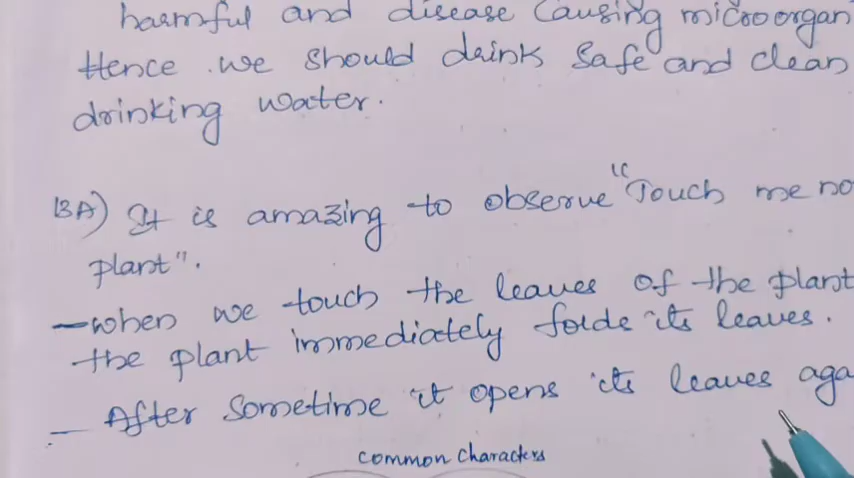 harmful and disease causing microorgan
Hence we should drink safe and clean
drinking water.
13A) It is amazing to observe "Touch me no
plant".
- when we touch the leaves of the plant
the plant immediately folds its leaves.
- After sometime it opens its leaves aga
common characters